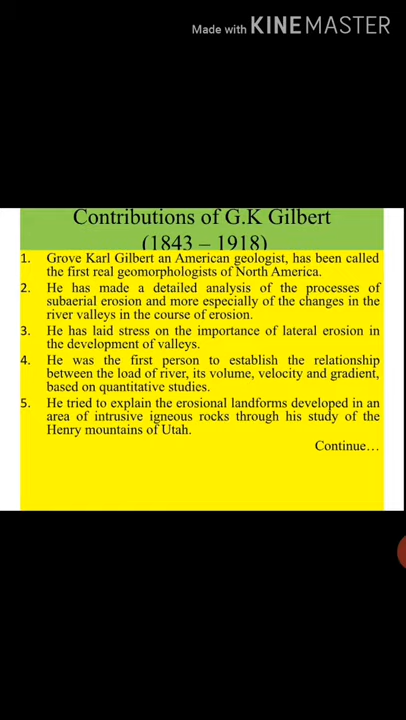 Made with KINEMASTER
Contributions of G.K Gilbert
(1843 – 1918)
1. Grove Karl Gilbert an American geologist, has been called
the first real geomorphologists of North America.
2. He has made a detailed analysis of the processes of
subaerial erosion and more especially of the changes in the
river valleys in the course of erosion.
3. He has laid stress on the importance of lateral erosion in
the development of valleys.
4. He was the first person to establish the relationship
between the load of river, its volume, velocity and gradient,
based on quantitative studies.
5. He tried to explain the erosional landforms developed in an
area of intrusive igneous rocks through his study of the
Henry mountains of Utah.
Continue…